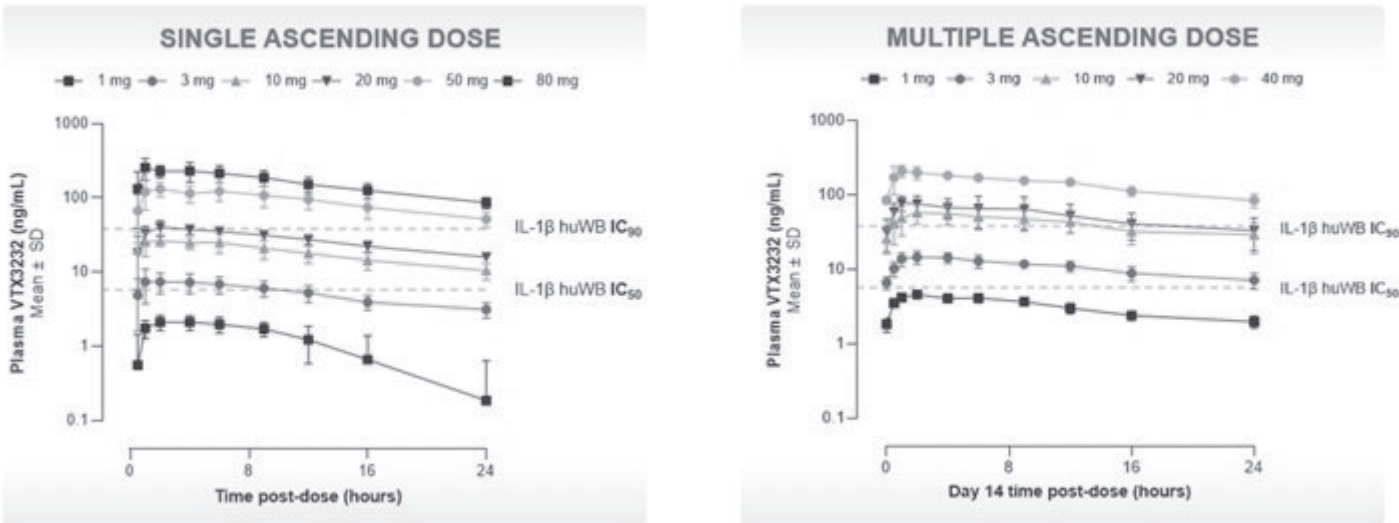 SINGLE ASCENDING DOSE
1 mg 3 mg 10 mg 20 mg 50 mg 80 mg
Plasma VTX3232 (ng/mL)
Mean ± SD
1000
100
10
1
0.1
IL-1β huWB IC90
IL-1β huWB IC50
0 8 16 24
Time post-dose (hours)
MULTIPLE ASCENDING DOSE
1 mg 3 mg 10 mg 20 mg 40 mg
Plasma VTX3232 (ng/mL)
Mean ± SD
1000
100
10
1
0.1
IL-1β huWB IC90
IL-1β huWB IC50
0 8 16 24
Day 14 time post-dose (hours)